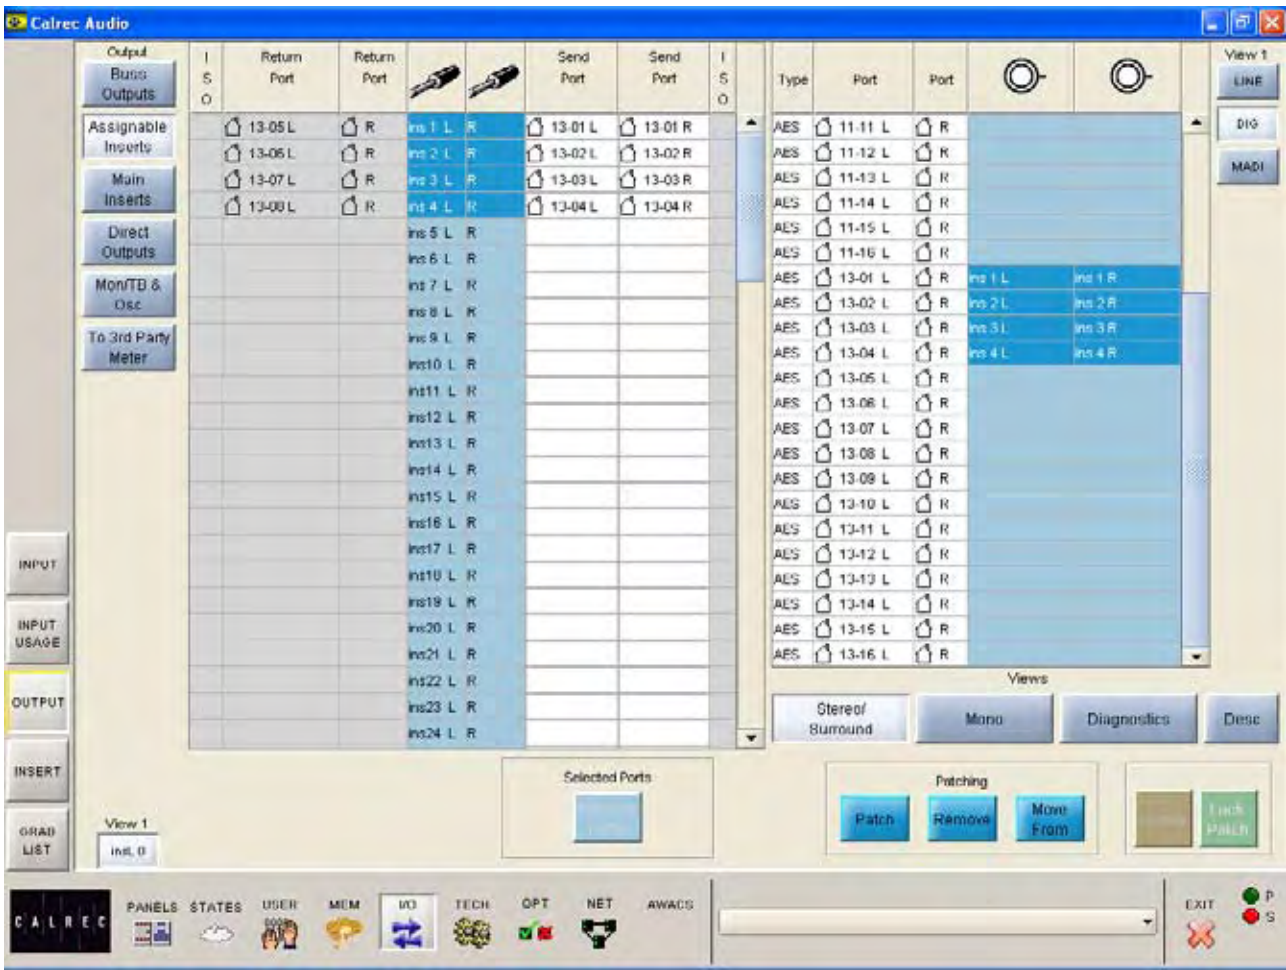 Calrec Audio
Output
Buss Outputs
Assignable Inserts
Main Inserts
Direct Outputs
Mon/TB & Osc
To 3rd Party Meter
I S O Return Port Return Port Send Port Send Port I S O
13-05 L R ins 1 L R 13-01 L 13-01 R
13-06 L R ins 2 L R 13-02 L 13-02 R
13-07 L R ins 3 L R 13-03 L 13-03 R
13-08 L R ins 4 L R 13-04 L 13-04 R
ins 5 L R
ins 6 L R
ins 7 L R
ins 8 L R
ins 9 L R
ins10 L R
ins11 L R
ins12 L R
ins13 L R
ins14 L R
ins15 L R
ins16 L R
ins17 L R
ins18 L R
ins19 L R
ins20 L R
ins21 L R
ins22 L R
ins23 L R
ins24 L R
Type Port Port
AES 11-11 L R
AES 11-12 L R
AES 11-13 L R
AES 11-14 L R
AES 11-15 L R
AES 11-16 L R
AES 13-01 L R ins 1 L ins 1 R
AES 13-02 L R ins 2 L ins 2 R
AES 13-03 L R ins 3 L ins 3 R
AES 13-04 L R ins 4 L ins 4 R
AES 13-05 L R
AES 13-06 L R
AES 13-07 L R
AES 13-08 L R
AES 13-09 L R
AES 13-10 L R
AES 13-11 L R
AES 13-12 L R
AES 13-13 L R
AES 13-14 L R
AES 13-15 L R
AES 13-16 L R
View 1
LINE
DIG
MADI
Views
Stereo/ Surround
Mono
Diagnostics
Desc
INPUT
INPUT USAGE
OUTPUT
INSERT
GRAB LIST
View 1
inst. 0
Selected Ports
Patching
Patch
Remove
Move From
Lock Patch
CALREC
PANELS STATES USER MEM I/O TECH OPT NET AWACS
EXIT
P
S